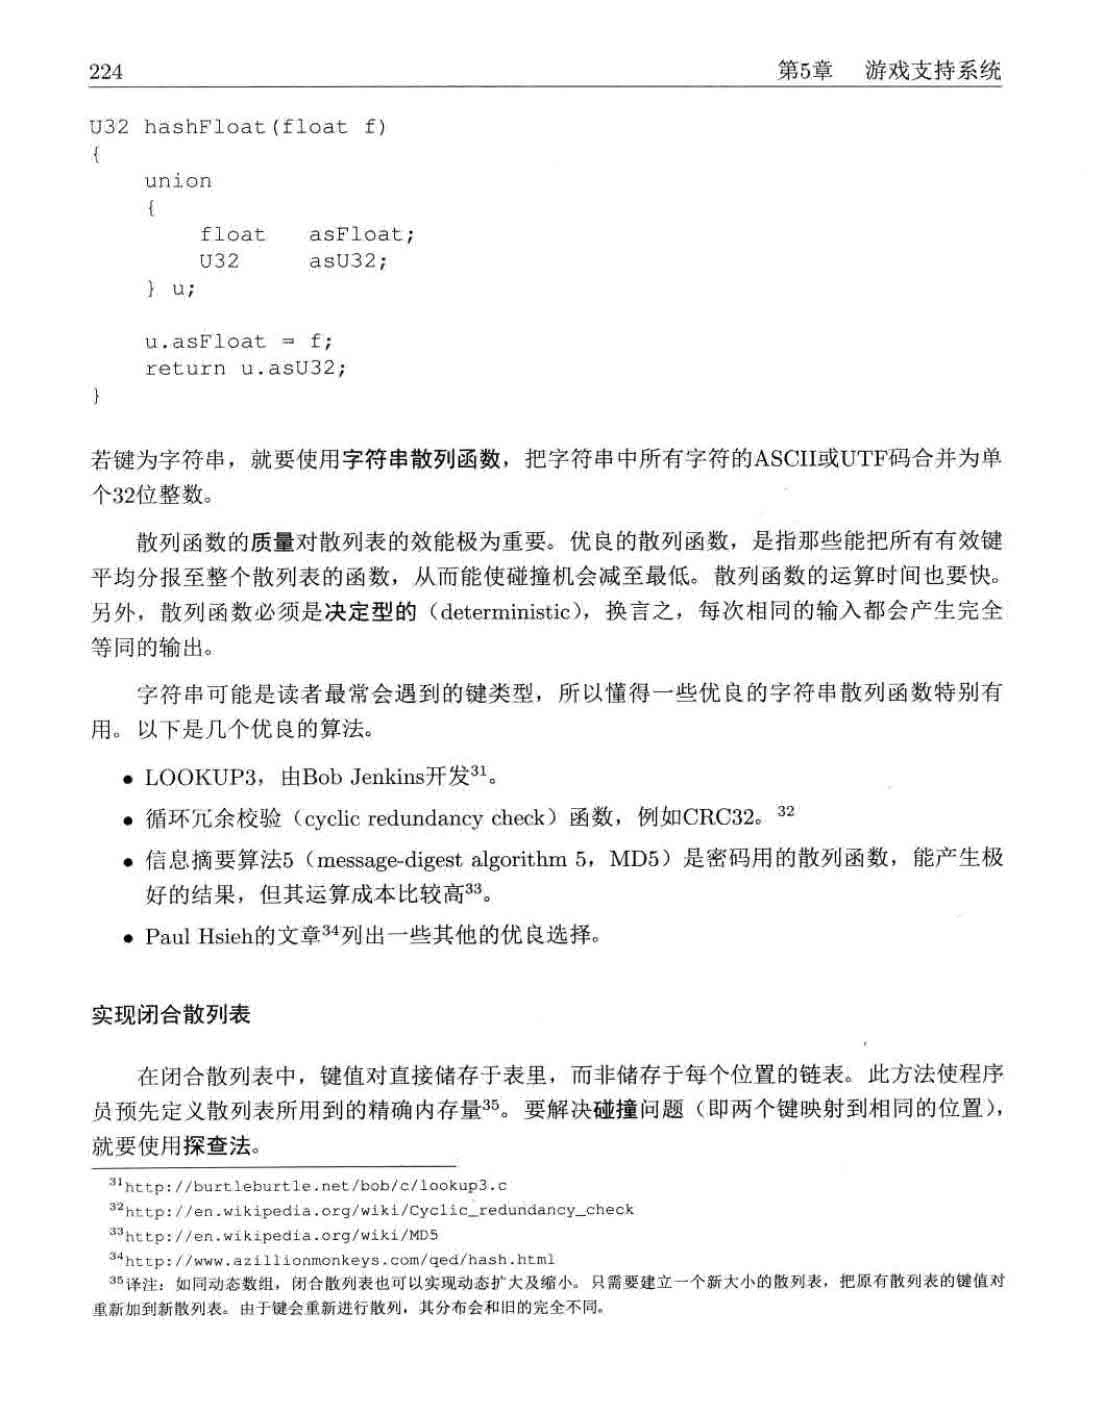 224 第5章 游戏支持系统
U32 hashFloat(float f)
{
union
{
float asFloat;
U32 asU32;
} u;
u.asFloat = f;
return u.asU32;
}
若键为字符串，就要使用字符串散列函数，把字符串中所有字符的ASCII或UTF码合并为单
个32位整数。
散列函数的质量对散列表的效能极为重要。优良的散列函数，是指那些能把所有有效键
平均分报至整个散列表的函数，从而能使碰撞机会减至最低。散列函数的运算时间也要快。
另外，散列函数必须是决定型的（deterministic），换言之，每次相同的输入都会产生完全
等同的输出。
字符串可能是读者最常会遇到的键类型，所以懂得一些优良的字符串散列函数特别有
用。以下是几个优良的算法。
• LOOKUP3，由Bob Jenkins开发31。
• 循环冗余校验（cyclic redundancy check）函数，例如CRC32。32
• 信息摘要算法5（message-digest algorithm 5，MD5）是密码用的散列函数，能产生极
好的结果，但其运算成本比较高33。
• Paul Hsieh的文章34列出一些其他的优良选择。
实现闭合散列表
在闭合散列表中，键值对直接储存于表里，而非储存于每个位置的链表。此方法使程序
员预先定义散列表所用到的精确内存量35。要解决碰撞问题（即两个键映射到相同的位置），
就要使用探查法。
31http://burtleburtle.net/bob/c/lookup3.c
32http://en.wikipedia.org/wiki/Cyclic_redundancy_check
33http://en.wikipedia.org/wiki/MD5
34http://www.azillionmonkeys.com/qed/hash.html
35译注：如同动态数组，闭合散列表也可以实现动态扩大及缩小。只需要建立一个新大小的散列表，把原有散列表的键值对
重新加到新散列表。由于键会重新进行散列，其分布会和旧的完全不同。